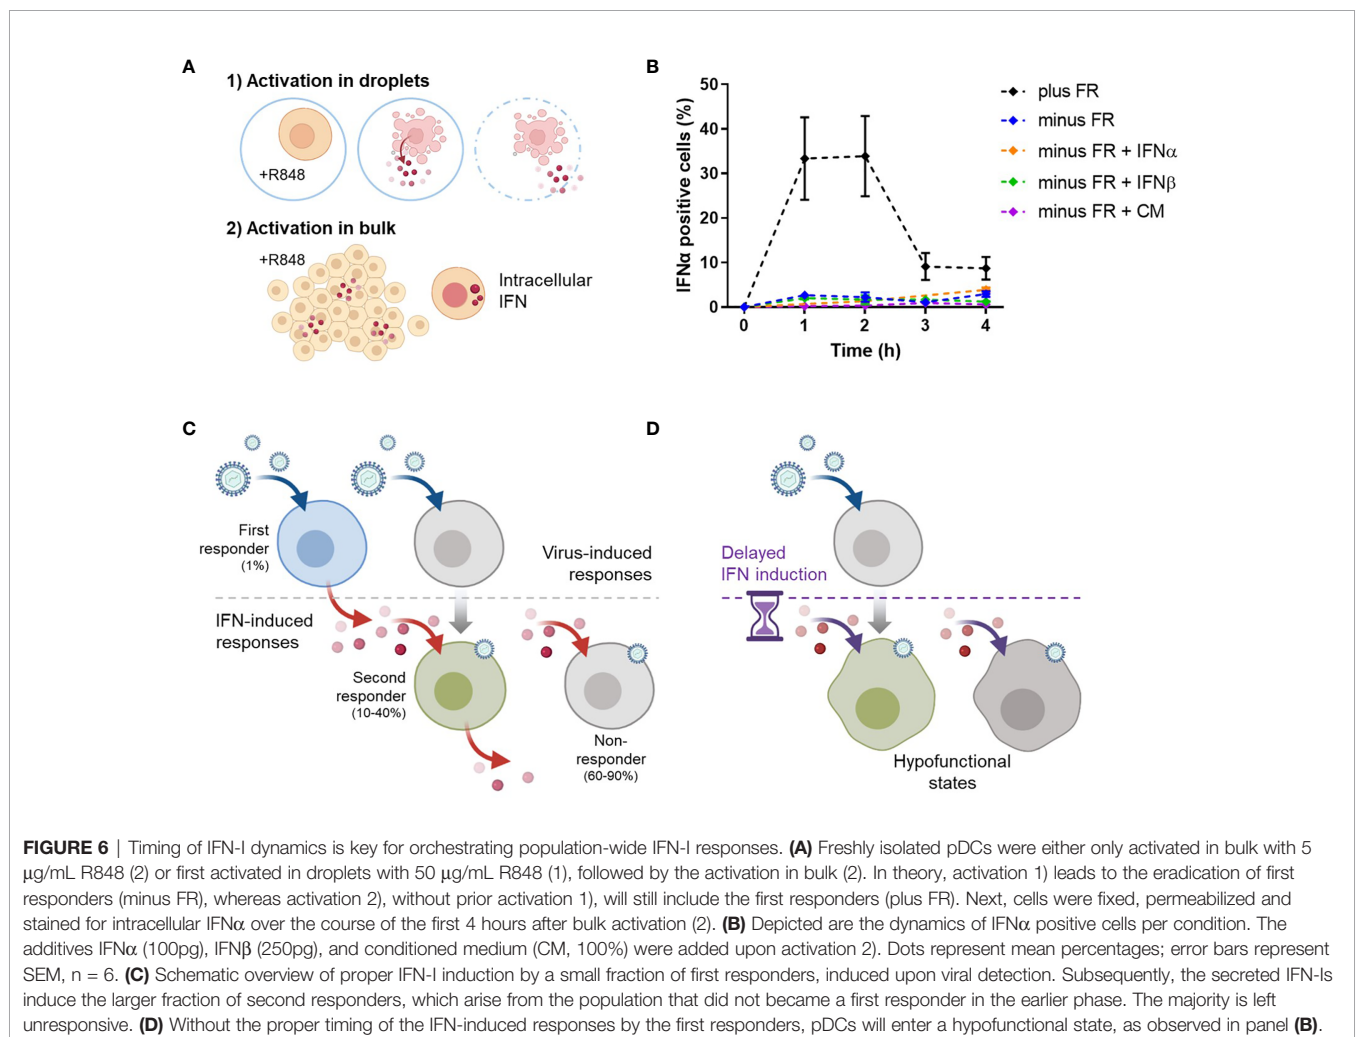 A
1) Activation in droplets
+R848
2) Activation in bulk
+R848
Intracellular
IFN
B
50
40
30
20
10
0
IFNα positive cells (%)
0 1 2 3 4
Time (h)
plus FR
minus FR
minus FR + IFNα
minus FR + IFNβ
minus FR + CM
C
First
responder
(1%)
Virus-induced
responses
IFN-induced
responses
Second
responder
(10-40%)
Non-
responder
(60-90%)
D
Delayed
IFN induction
Hypofunctional
states
FIGURE 6 | Timing of IFN-I dynamics is key for orchestrating population-wide IFN-I responses. (A) Freshly isolated pDCs were either only activated in bulk with 5
μg/mL R848 (2) or first activated in droplets with 50 μg/mL R848 (1), followed by the activation in bulk (2). In theory, activation 1) leads to the eradication of first
responders (minus FR), whereas activation 2), without prior activation 1), will still include the first responders (plus FR). Next, cells were fixed, permeabilized and
stained for intracellular IFNα over the course of the first 4 hours after bulk activation (2). (B) Depicted are the dynamics of IFNα positive cells per condition. The
additives IFNα (100pg), IFNβ (250pg), and conditioned medium (CM, 100%) were added upon activation 2). Dots represent mean percentages; error bars represent
SEM, n = 6. (C) Schematic overview of proper IFN-I induction by a small fraction of first responders, induced upon viral detection. Subsequently, the secreted IFN-Is
induce the larger fraction of second responders, which arise from the population that did not became a first responder in the earlier phase. The majority is left
unresponsive. (D) Without the proper timing of the IFN-induced responses by the first responders, pDCs will enter a hypofunctional state, as observed in panel (B).